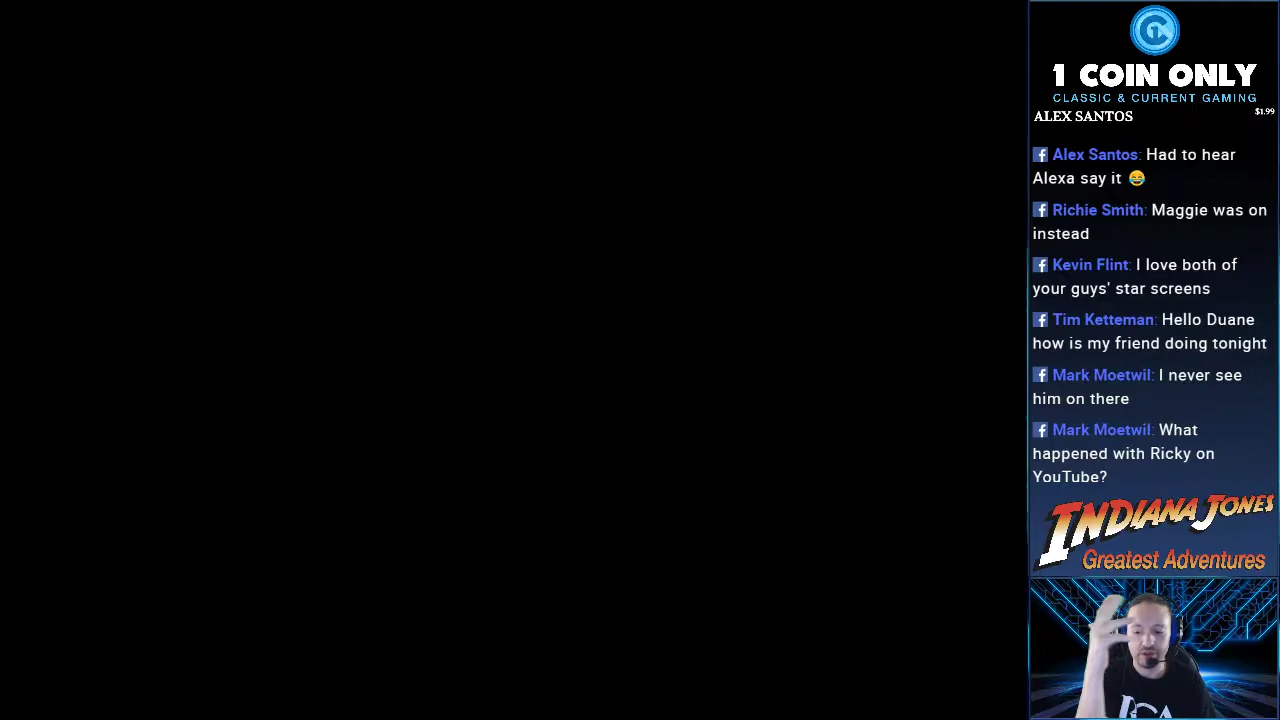 1 COIN ONLY
CLASSIC & CURRENT GAMING
ALEX SANTOS $1.99
Alex Santos: Had to hear
Alexa say it 😂
Richie Smith: Maggie was on
instead
Kevin Flint: I love both of
your guys' star screens
Tim Ketteman: Hello Duane
how is my friend doing tonight
Mark Moetwil: I never see
him on there
Mark Moetwil: What
happened with Ricky on
YouTube?
INDIANA JONES
Greatest Adventures